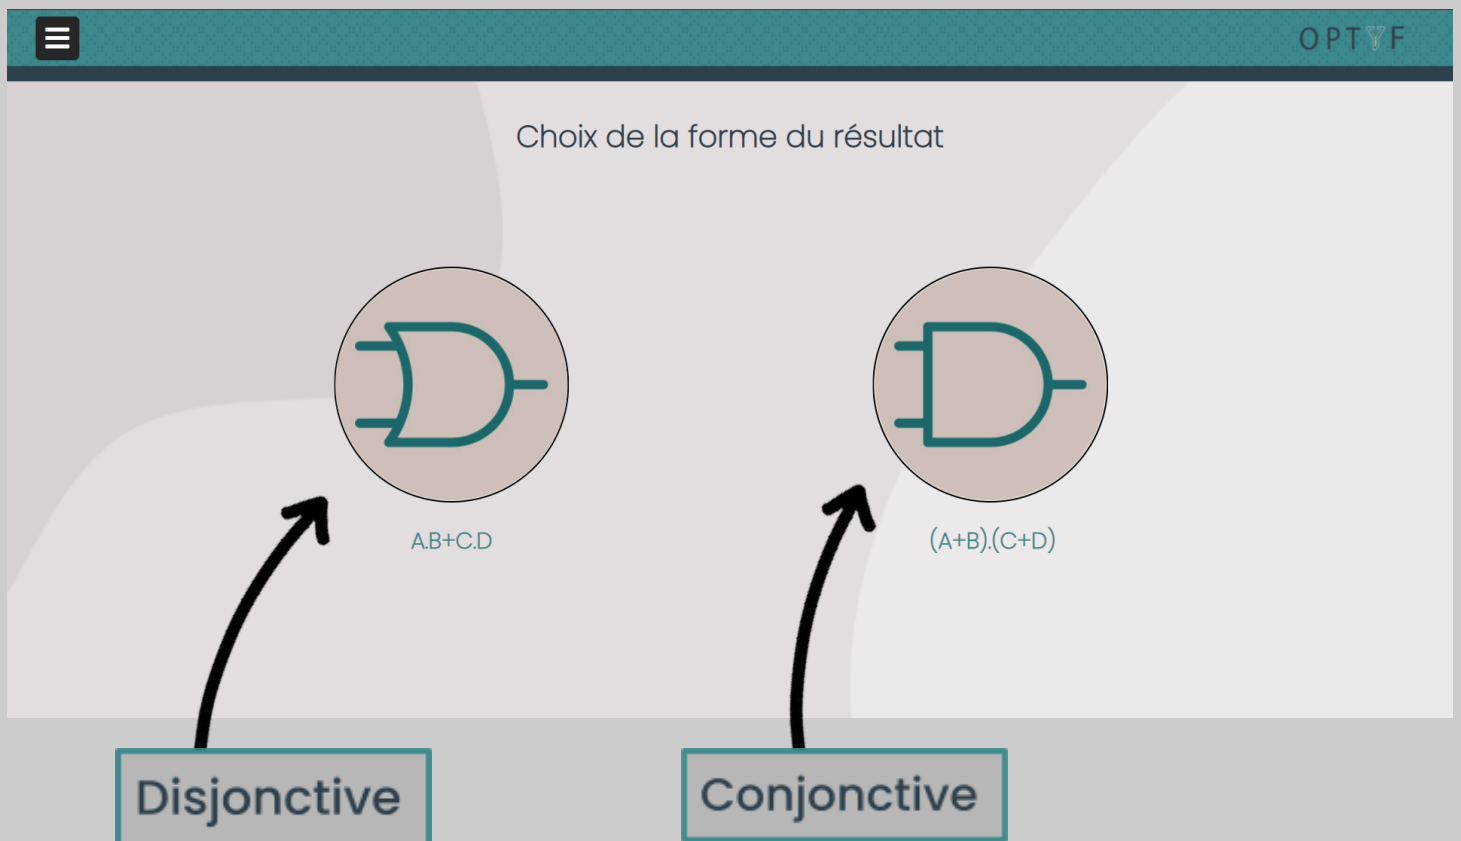 OPTYF
Choix de la forme du résultat
A.B+C.D
(A+B).(C+D)
Disjonctive
Conjonctive